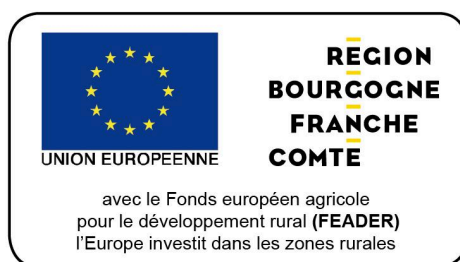 UNION EUROPEENNE
REGION
BOURGOGNE
FRANCHE
COMTE
avec le Fonds européen agricole
pour le développement rural (FEADER)
l'Europe investit dans les zones rurales